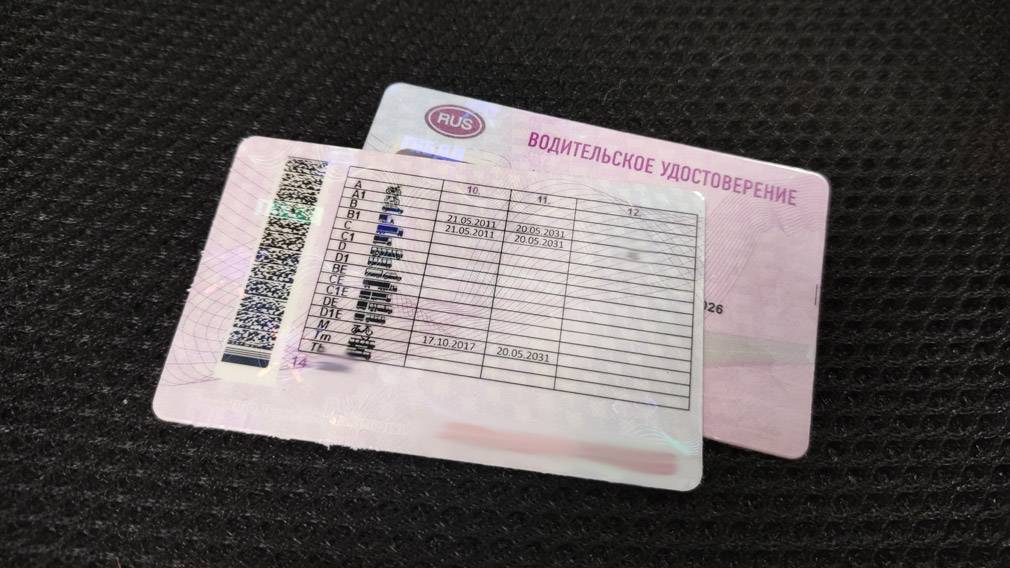 RUS
ВОДИТЕЛЬСКОЕ УДОСТОВЕРЕНИЕ
10. 11. 12.
A
A1
B
B1 21.05.2011 20.05.2031
C 21.05.2011 20.05.2031
C1
D
D1
BE
CE
C1E
DE
D1E
M
Tm 17.10.2017 20.05.2031
Tb
14
026